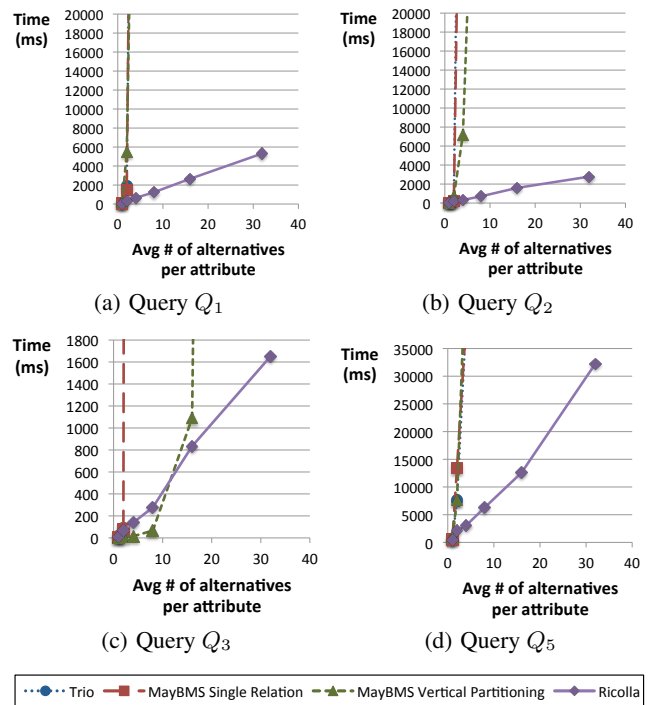 Time
(ms)
20000
18000
16000
14000
12000
10000
8000
6000
4000
2000
0
0 10 20 30 40
Avg # of alternatives
per attribute
(a) Query Q1
Time
(ms)
20000
18000
16000
14000
12000
10000
8000
6000
4000
2000
0
0 10 20 30 40
Avg # of alternatives
per attribute
(b) Query Q2
Time
(ms)
1800
1600
1400
1200
1000
800
600
400
200
0
0 10 20 30 40
Avg # of alternatives
per attribute
(c) Query Q3
Time
(ms)
35000
30000
25000
20000
15000
10000
5000
0
0 10 20 30 40
Avg # of alternatives
per attribute
(d) Query Q5
Trio MayBMS Single Relation MayBMS Vertical Partitioning Ricolla